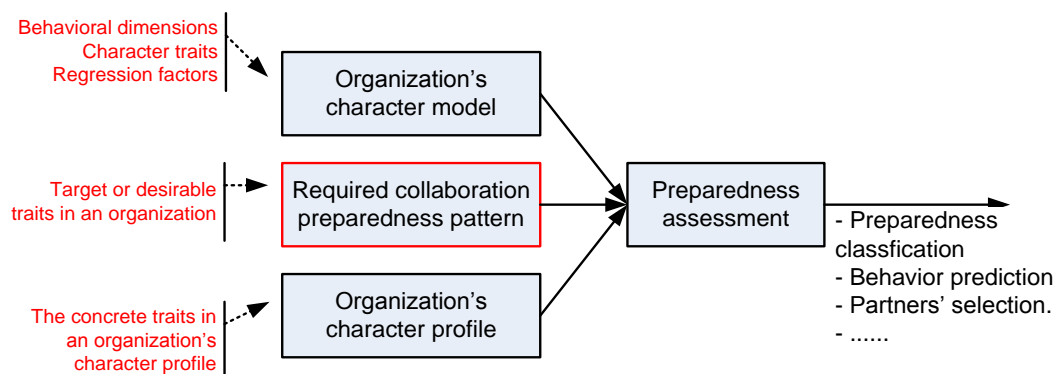 Behavioral dimensions
Character traits
Regression factors
Organization's
character model
Target or desirable
traits in an organization
Required collaboration
preparedness pattern
Preparedness
assessment
- Preparedness
classfication
- Behavior prediction
- Partners' selection.
- ......
The concrete traits in
an organization's
character profile
Organization's
character profile